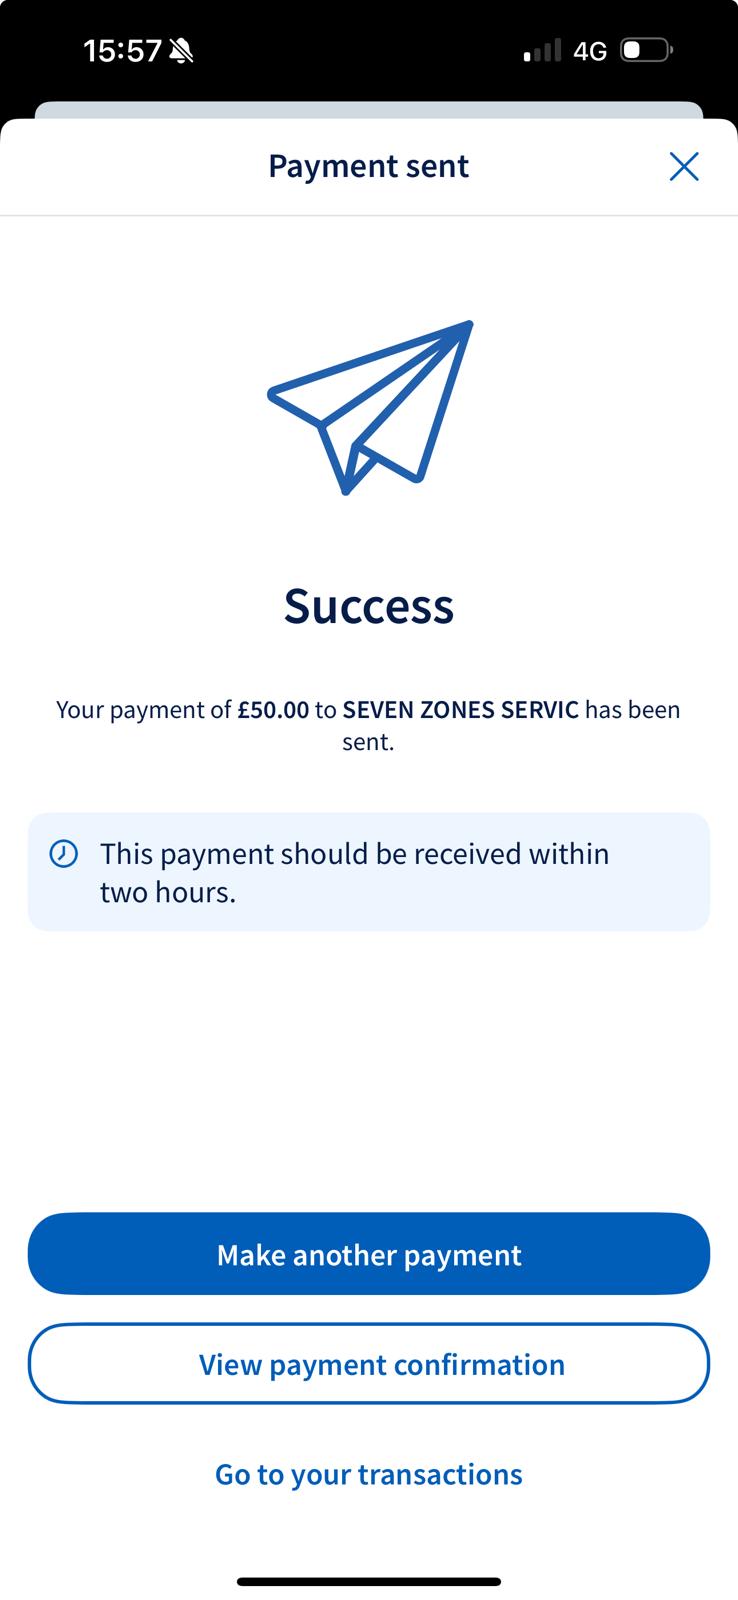 15:57
4G
Payment sent
Success
Your payment of £50.00 to SEVEN ZONES SERVIC has been
sent.
This payment should be received within
two hours.
Make another payment
View payment confirmation
Go to your transactions